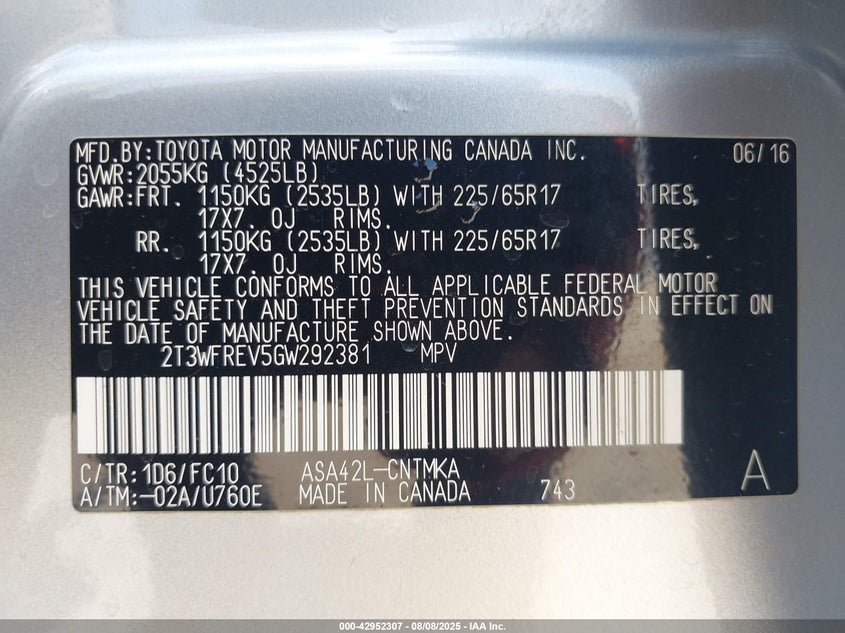 MFD.BY:TOYOTA MOTOR MANUFACTURING CANADA INC. 06/16
GVWR:2055KG (4525LB)
GAWR:FRT. 1150KG (2535LB) WITH 225/65R17 TIRES,
17X7. 0J RIMS.
RR. 1150KG (2535LB) WITH 225/65R17 TIRES,
17X7. 0J RIMS.
THIS VEHICLE CONFORMS TO ALL APPLICABLE FEDERAL MOTOR
VEHICLE SAFETY AND THEFT PREVENTION STANDARDS IN EFFECT ON
THE DATE OF MANUFACTURE SHOWN ABOVE.
2T3WFREV5GW292381 MPV
C/TR:1D6/FC10 ASA42L-CNTMKA A
A/TM:-02A/U760E MADE IN CANADA 743
000-42952307 - 08/08/2025 - IAA Inc.